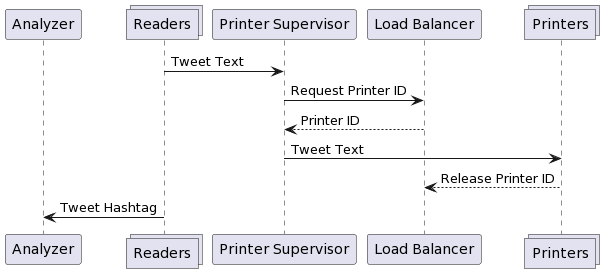 Analyzer
Readers
Printer Supervisor
Load Balancer
Printers
Tweet Text
Request Printer ID
Printer ID
Tweet Text
Release Printer ID
Tweet Hashtag
Analyzer
Readers
Printer Supervisor
Load Balancer
Printers